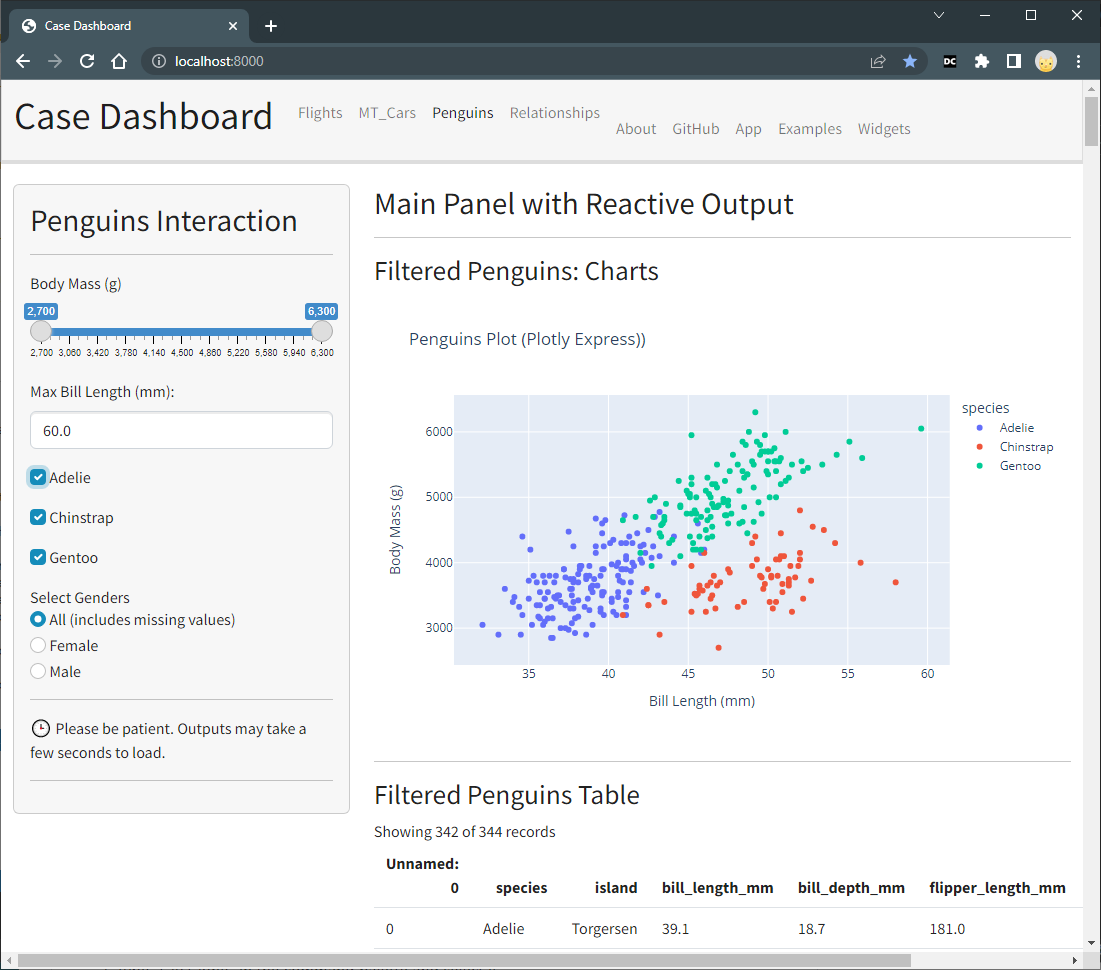 Case Dashboard
localhost:8000
DC
Case Dashboard
Flights MT_Cars Penguins Relationships
About GitHub App Examples Widgets
Penguins Interaction
Body Mass (g)
2,700 6,300
2,700 3,060 3,420 3,780 4,140 4,500 4,860 5,220 5,580 5,940 6,300
Max Bill Length (mm):
60.0
Adelie
Chinstrap
Gentoo
Select Genders
All (includes missing values)
Female
Male
Please be patient. Outputs may take a
few seconds to load.
Main Panel with Reactive Output
Filtered Penguins: Charts
Penguins Plot (Plotly Express))
species
Adelie
Chinstrap
Gentoo
Body Mass (g)
6000
5000
4000
3000
35 40 45 50 55 60
Bill Length (mm)
Filtered Penguins Table
Showing 342 of 344 records
Unnamed:
0 species island bill_length_mm bill_depth_mm flipper_length_mm
0 Adelie Torgersen 39.1 18.7 181.0